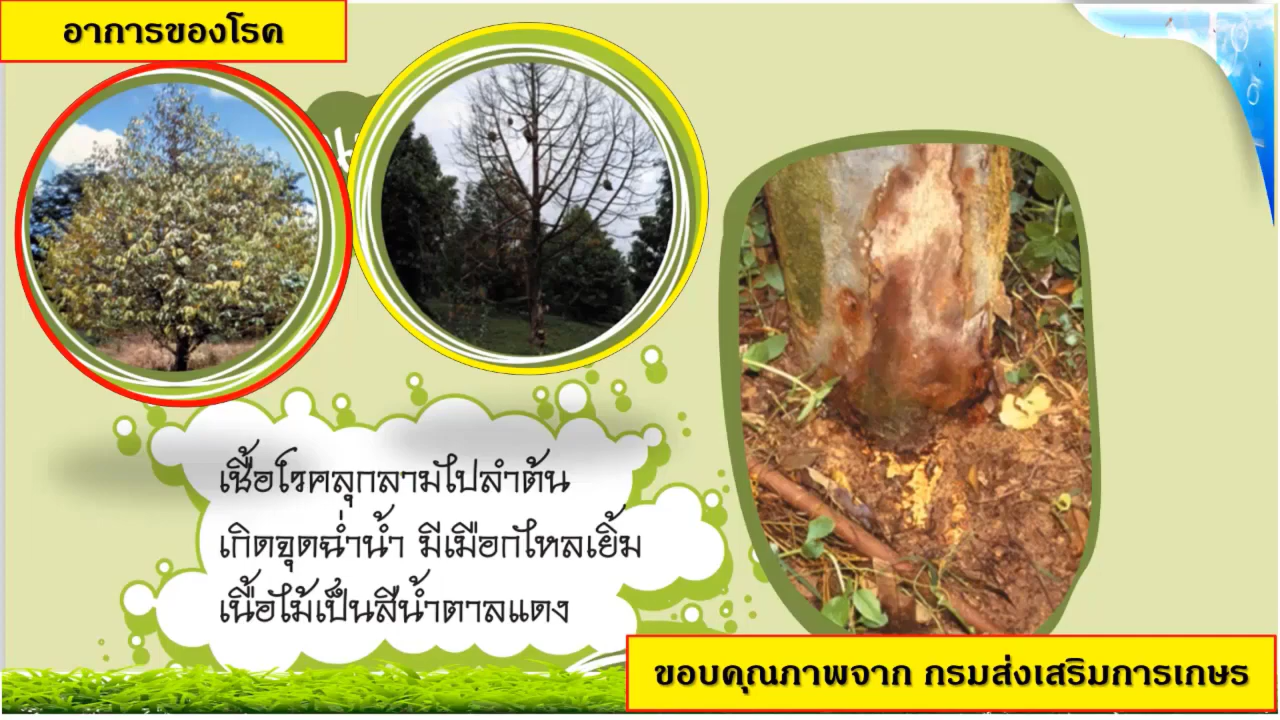 อาการของโรค
เชื้อโรคลุกลามไปลำต้น
เกิดจุดฉ่ำน้ำ มีเมือกไหลเยิ้ม
เนื้อไม้เป็นสีน้ำตาลแดง
ขอบคุณภาพจาก กรมส่งเสริมการเกษร